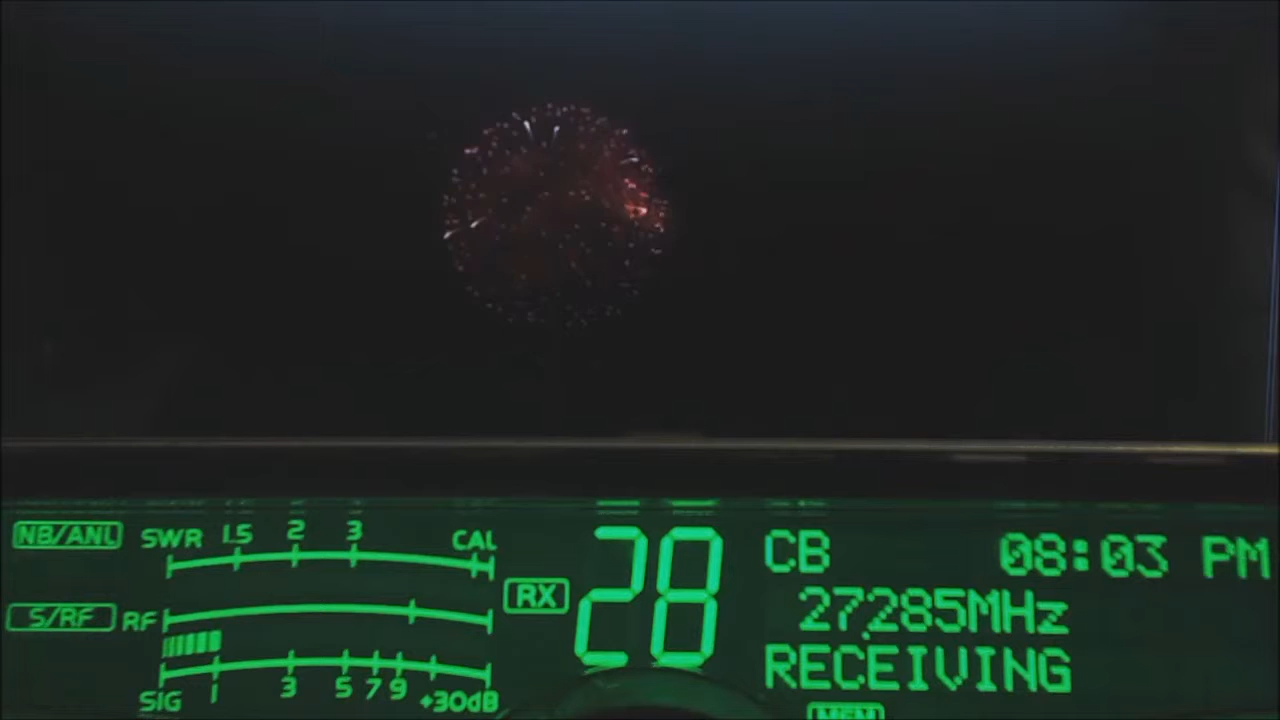 NB/ANL SWR 1.5 2 3 CAL
S/RF RF
SIG 1 3 5 7 9 +30dB
RX
28
CB 08:03 PM
27.285MHz
RECEIVING
MEM